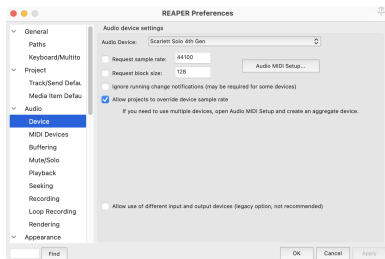 REAPER Preferences
General
Paths
Keyboard/Multito
Project
Track/Send Defau
Media Item Defau
Audio
Device
MIDI Devices
Buffering
Mute/Solo
Playback
Seeking
Recording
Loop Recording
Rendering
Appearance
Find
Audio device settings
Audio Device: Scarlett Solo 4th Gen
Request sample rate: 44100
Request block size: 128
Audio MIDI Setup...
Ignore running change notifications (may be required for some devices)
Allow projects to override device sample rate
If you need to use multiple devices, open Audio MIDI Setup and create an aggregate device.
Allow use of different input and output devices (legacy option, not recommended)
OK Cancel Apply